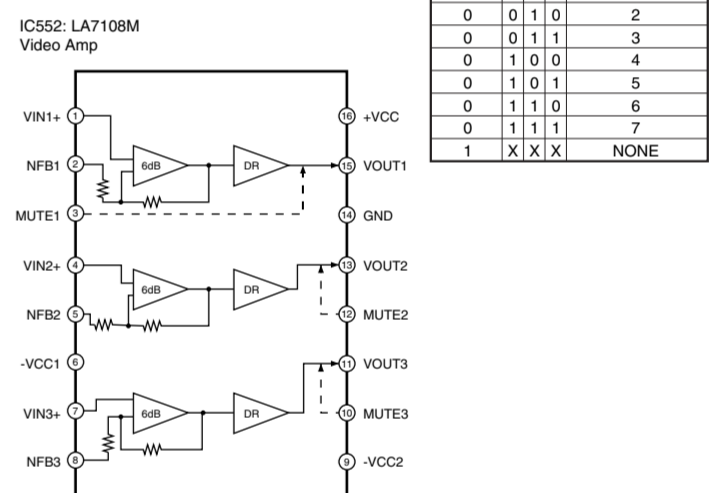 IC552: LA7108M
Video Amp
VIN1+ 1
16 +VCC
NFB1 2
6dB
DR
15 VOUT1
MUTE1 3
14 GND
VIN2+ 4
13 VOUT2
6dB
DR
NFB2 5
12 MUTE2
-VCC1 6
11 VOUT3
VIN3+ 7
6dB
DR
10 MUTE3
NFB3 8
9 -VCC2
0 0 1 0 2
0 0 1 1 3
0 1 0 0 4
0 1 0 1 5
0 1 1 0 6
0 1 1 1 7
1 X X X NONE